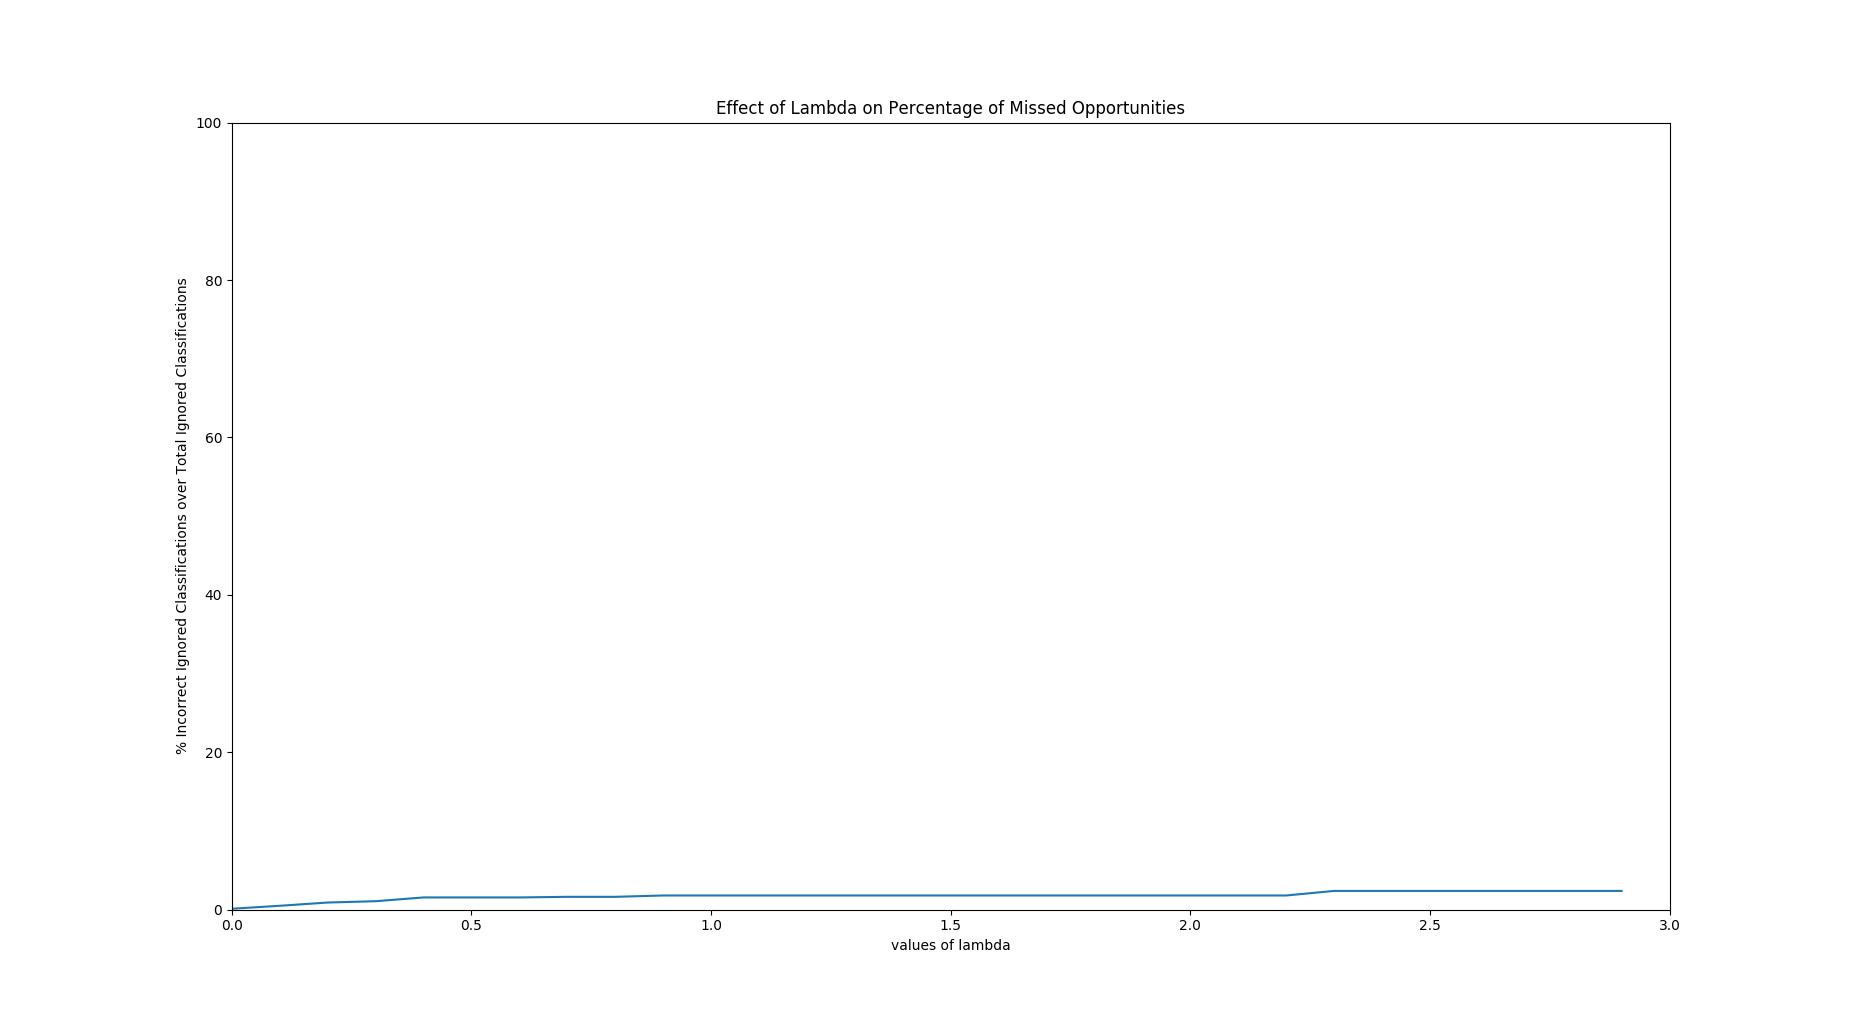 Effect of Lambda on Percentage of Missed Opportunities
100
80
60
40
20
0
% Incorrect Ignored Classifications over Total Ignored Classifications
0.0 0.5 1.0 1.5 2.0 2.5 3.0
values of lambda